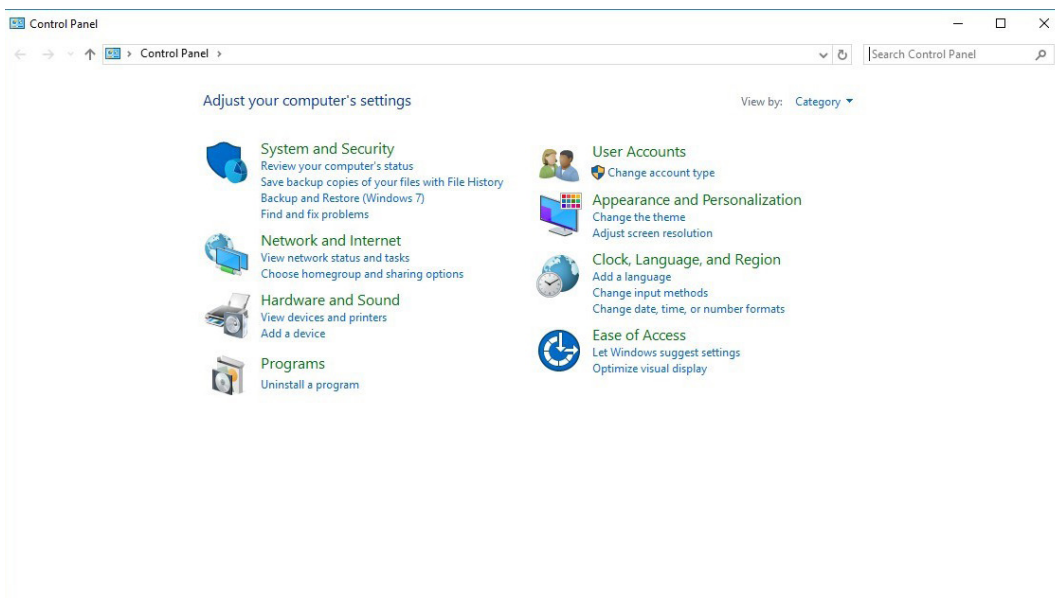 Control Panel
Control Panel
Search Control Panel
Adjust your computer's settings
View by: Category
System and Security
Review your computer's status
Save backup copies of your files with File History
Backup and Restore (Windows 7)
Find and fix problems
Network and Internet
View network status and tasks
Choose homegroup and sharing options
Hardware and Sound
View devices and printers
Add a device
Programs
Uninstall a program
User Accounts
Change account type
Appearance and Personalization
Change the theme
Adjust screen resolution
Clock, Language, and Region
Add a language
Change input methods
Change date, time, or number formats
Ease of Access
Let Windows suggest settings
Optimize visual display